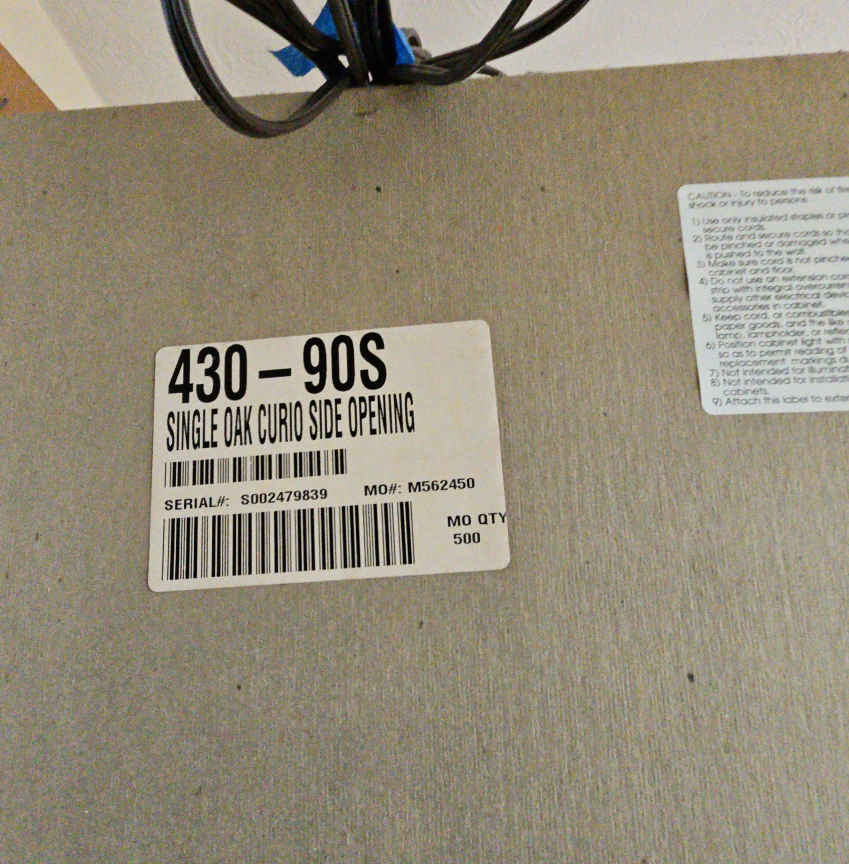 430-90S
SINGLE OAK CURIO SIDE OPENING
SERIAL#: S002479839 MO#: M562450
MO QTY
500
CAUTION - To reduce the risk of
shock or injury to persons:
1) Use only insulated staples or
secure cords.
2) Route and secure cords so
be pinched or damaged
is pushed to the wall.
3) Make sure cord is not
cabinet and floor.
4) Do not use an extension
strip with integral
supply other electrical
accessories in cabinet.
5) Keep cord, or
paper goods, and the like
lamp, lampholder, or
6) Position cabinet light with
so as to permit reading of
replacement markings
7) Not intended for
8) Not intended for
cabinets.
9) Attach this label to